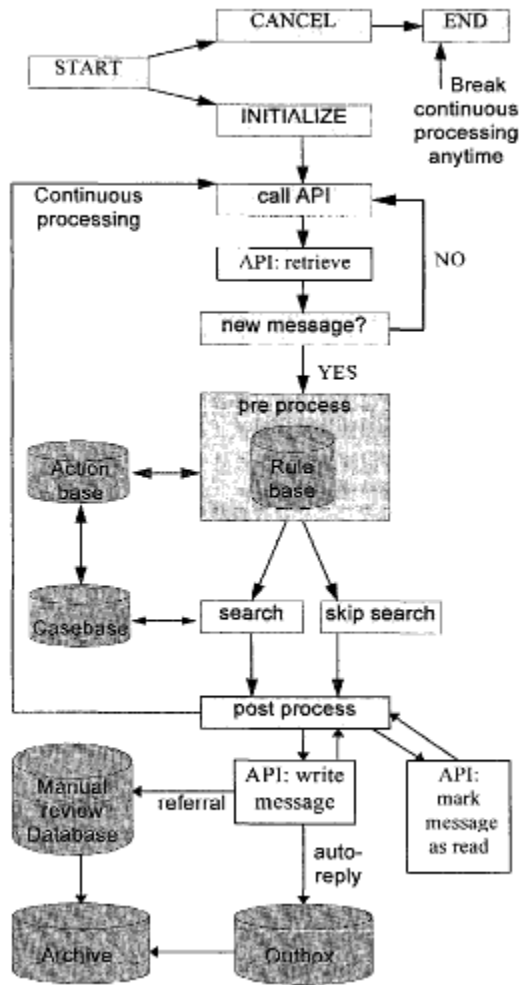 CANCEL
END
START
Break
continuous
processing
anytime
INITIALIZE
Continuous
processing
call API
API: retrieve
NO
new message?
YES
pre process
Action
base
Rule
base
Casebase
search
skip search
post process
Manual
review
Database
referral
API: write
message
API:
mark
message
as read
auto-
reply
Archive
Outbox